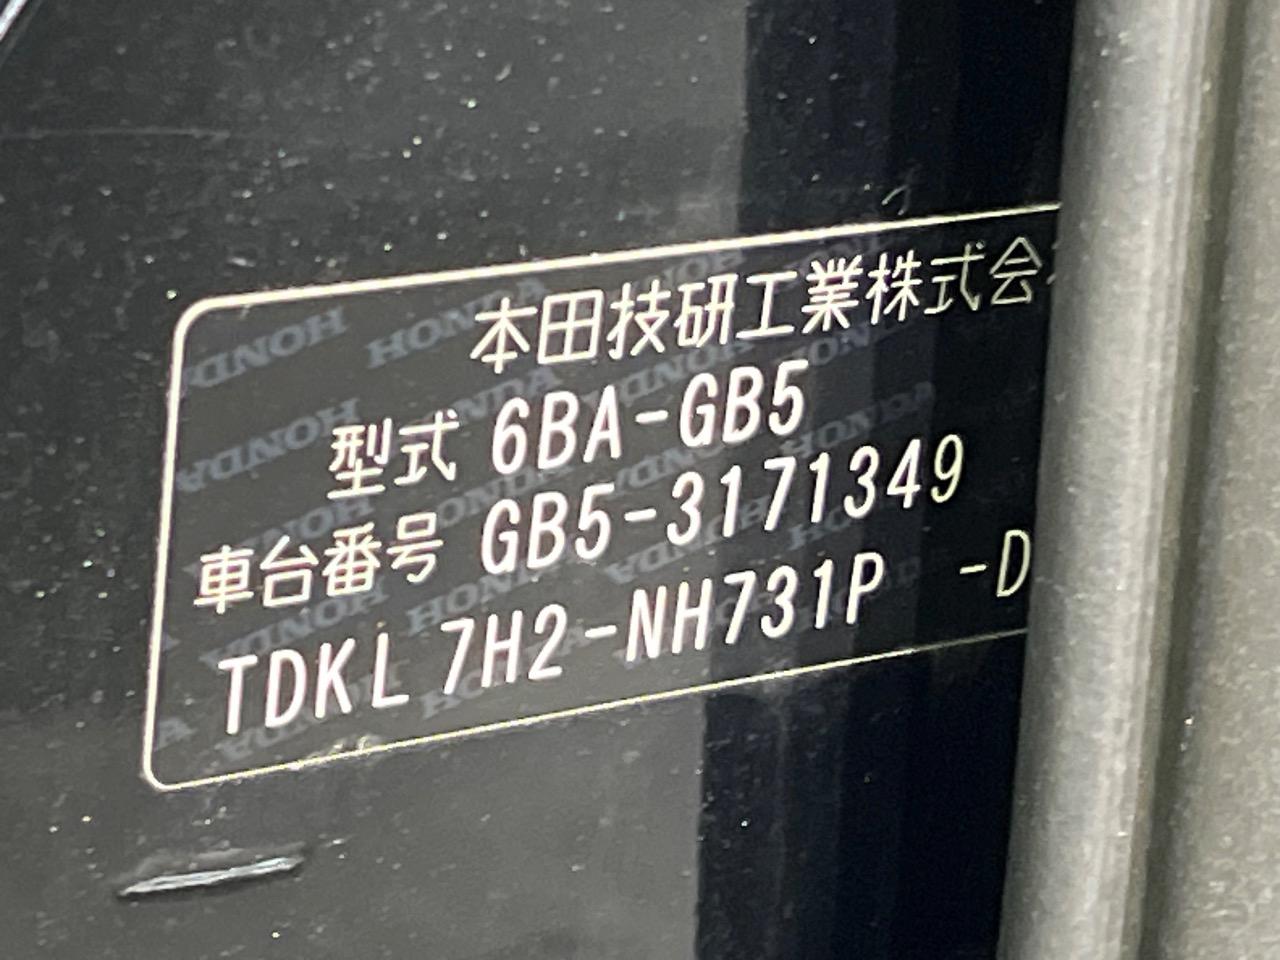 本田技研工業株式会
型式 6BA-GB5
車台番号 GB5-3171349
TDKL 7H2-NH731P -D